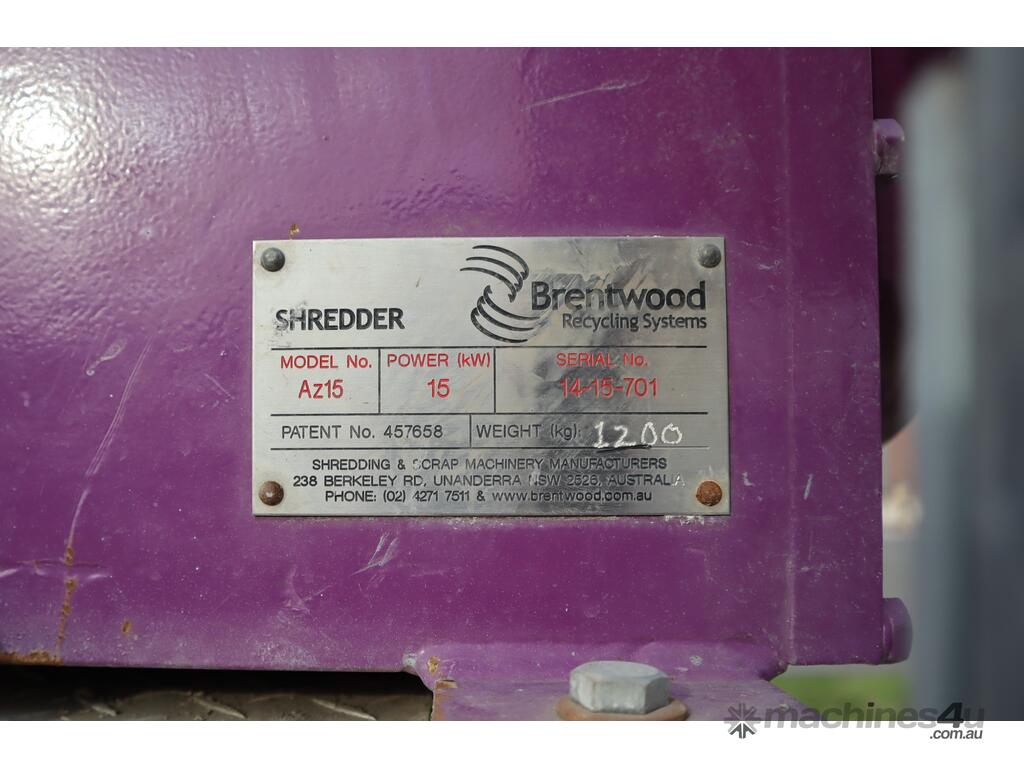 SHREDDER
Brentwood
Recycling Systems
MODEL No. POWER (kW) SERIAL No.
Az15 15 14-15-701
PATENT No. 457658 WEIGHT (kg): 1200
SHREDDING & SCRAP MACHINERY MANUFACTURERS
238 BERKELEY RD, UNANDERRA NSW 2526, AUSTRALIA
PHONE: (02) 4271 7511 & www.brentwood.com.au
machines4u
.com.au